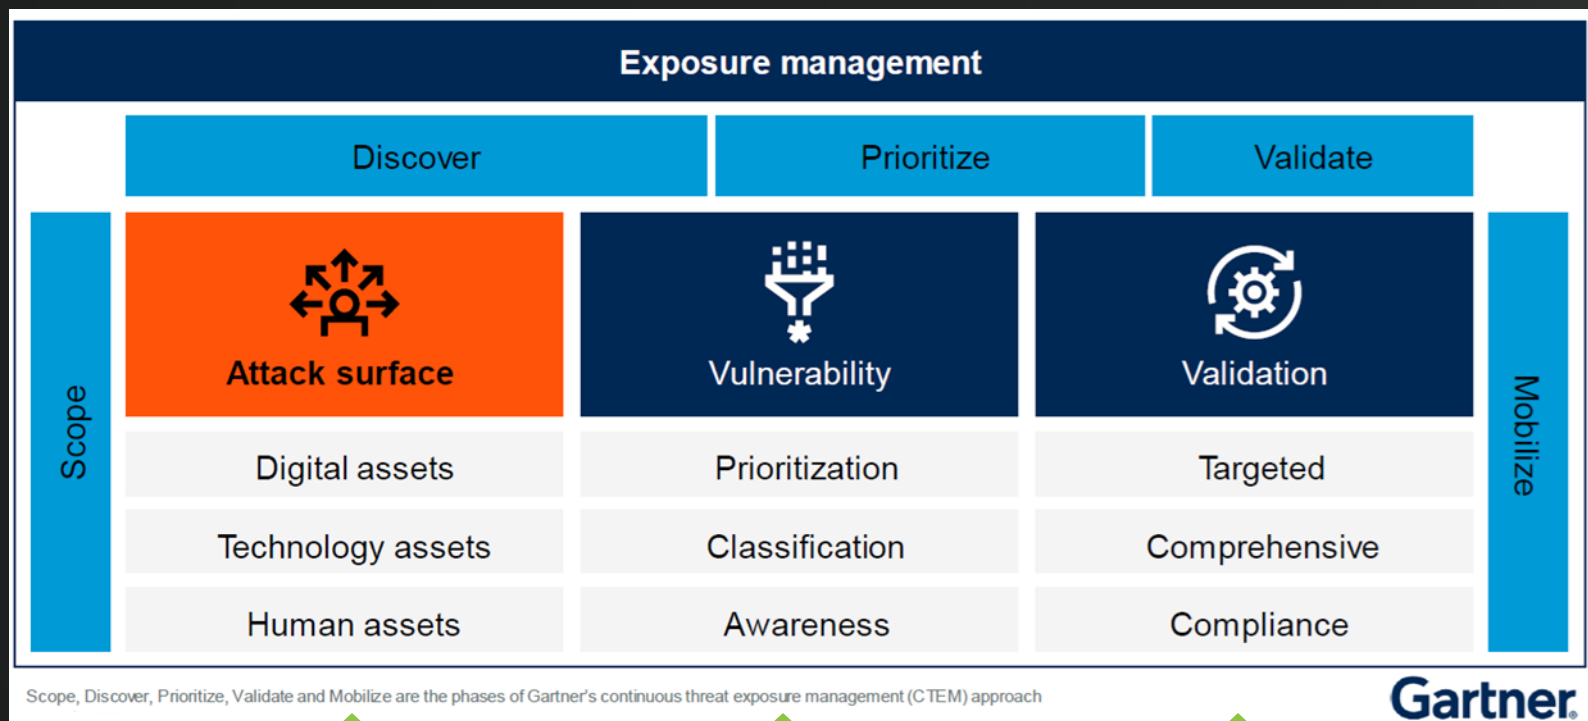 Exposure management
Discover
Prioritize
Validate
Scope
Attack surface
Vulnerability
Validation
Mobilize
Digital assets
Prioritization
Targeted
Technology assets
Classification
Comprehensive
Human assets
Awareness
Compliance
Scope, Discover, Prioritize, Validate and Mobilize are the phases of Gartner's continuous threat exposure management (CTEM) approach
Gartner®